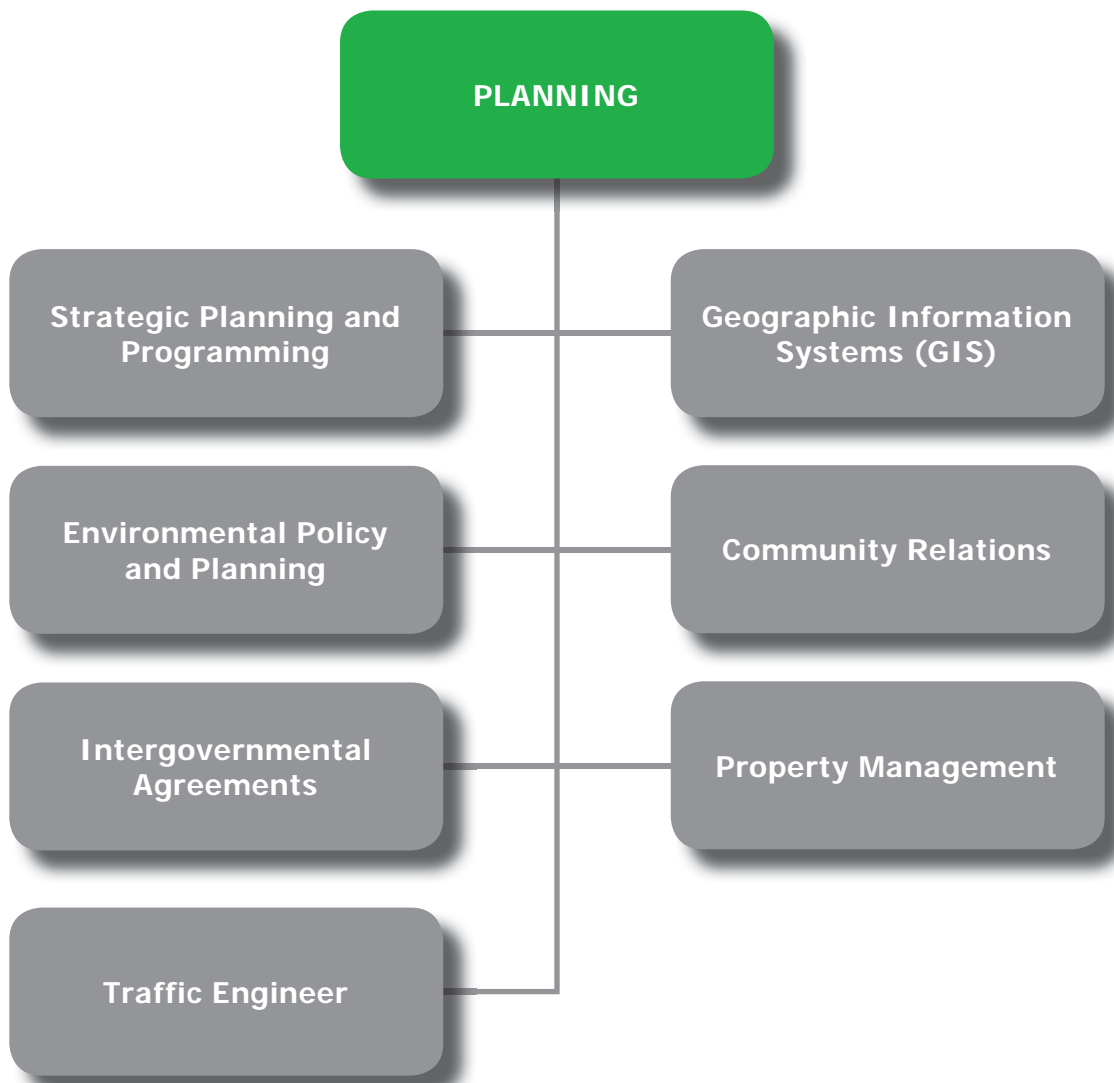 PLANNING
Strategic Planning and
Programming
Geographic Information
Systems (GIS)
Environmental Policy
and Planning
Community Relations
Intergovernmental
Agreements
Property Management
Traffic Engineer